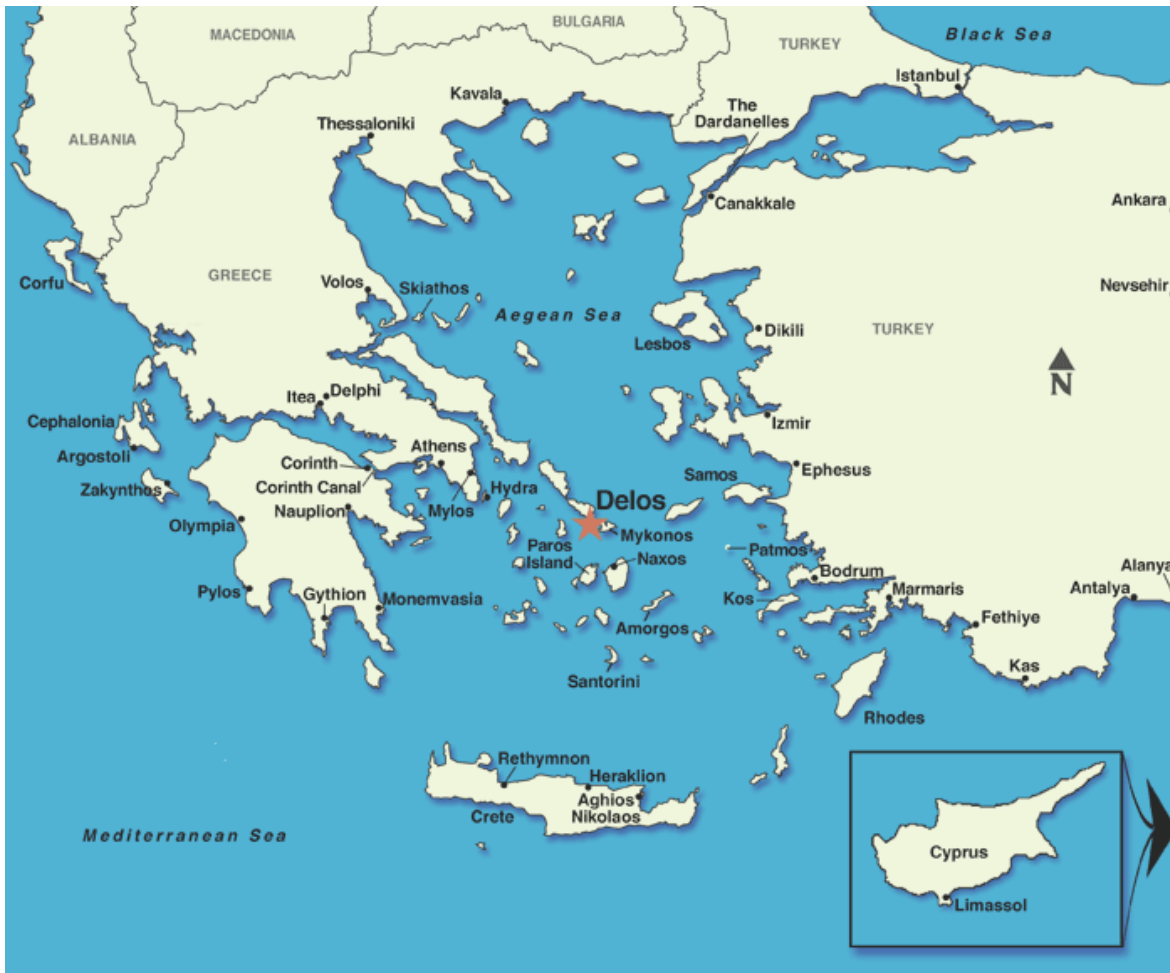 BULGARIA
MACEDONIA
TURKEY
Black Sea
Istanbul
Kavala
The
Dardanelles
Thessaloniki
ALBANIA
Canakkale
Ankara
GREECE
Corfu
Volos
Skiathos
Nevsehir
Aegean Sea
TURKEY
Dikili
Lesbos
N
Delphi
Itea
Cephalonia
Izmir
Argostoli
Athens
Corinth
Ephesus
Samos
Zakynthos
Corinth Canal
Hydra
Delos
Nauplion
Mylos
Olympia
Mykonos
Paros
Island
Patmos
Naxos
Alanya
Bodrum
Pylos
Gythion
Marmaris
Antalya
Monemvasia
Kos
Fethiye
Amorgos
Kas
Santorini
Rhodes
Rethymnon
Heraklion
Aghios
Nikolaos
Crete
Mediterranean Sea
Cyprus
Limassol